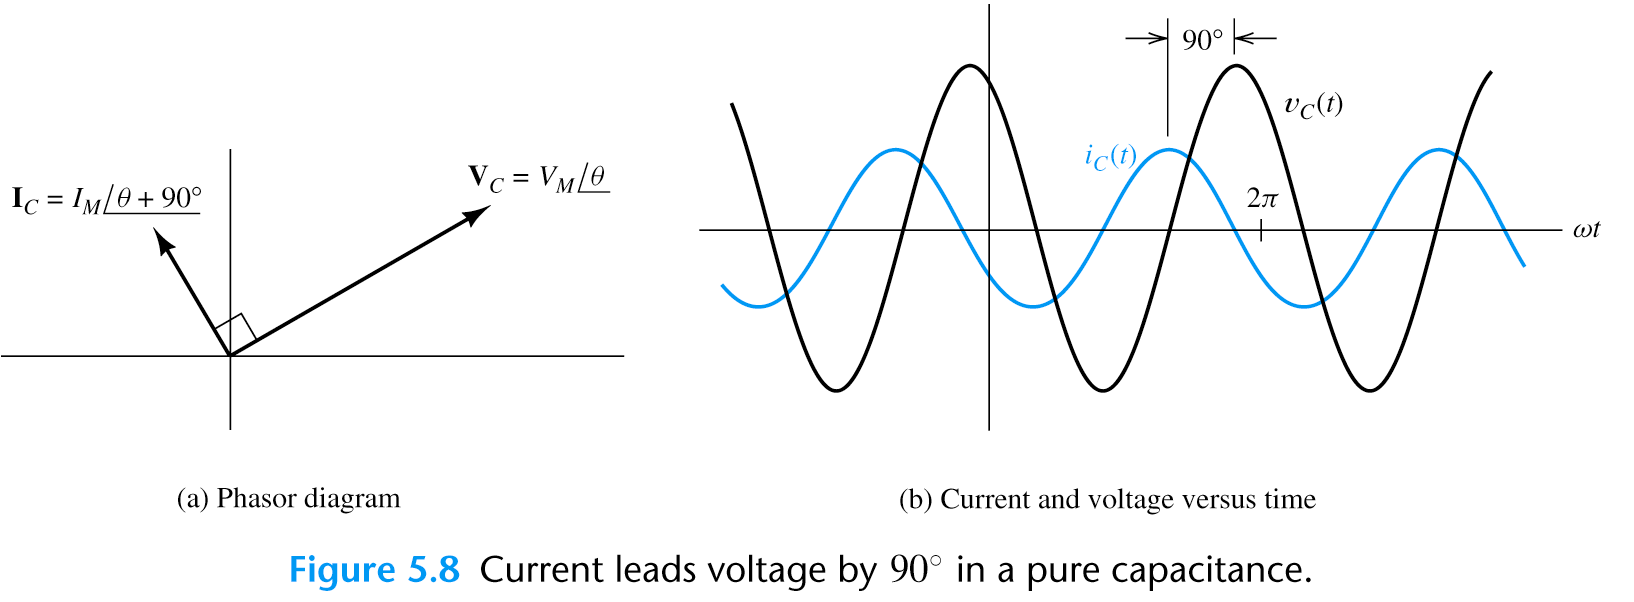 90°
v_C(t)
V_C = V_M∠θ
i_C(t)
I_C = I_M∠θ + 90°
2π
ωt
(a) Phasor diagram
(b) Current and voltage versus time
Figure 5.8 Current leads voltage by 90° in a pure capacitance.